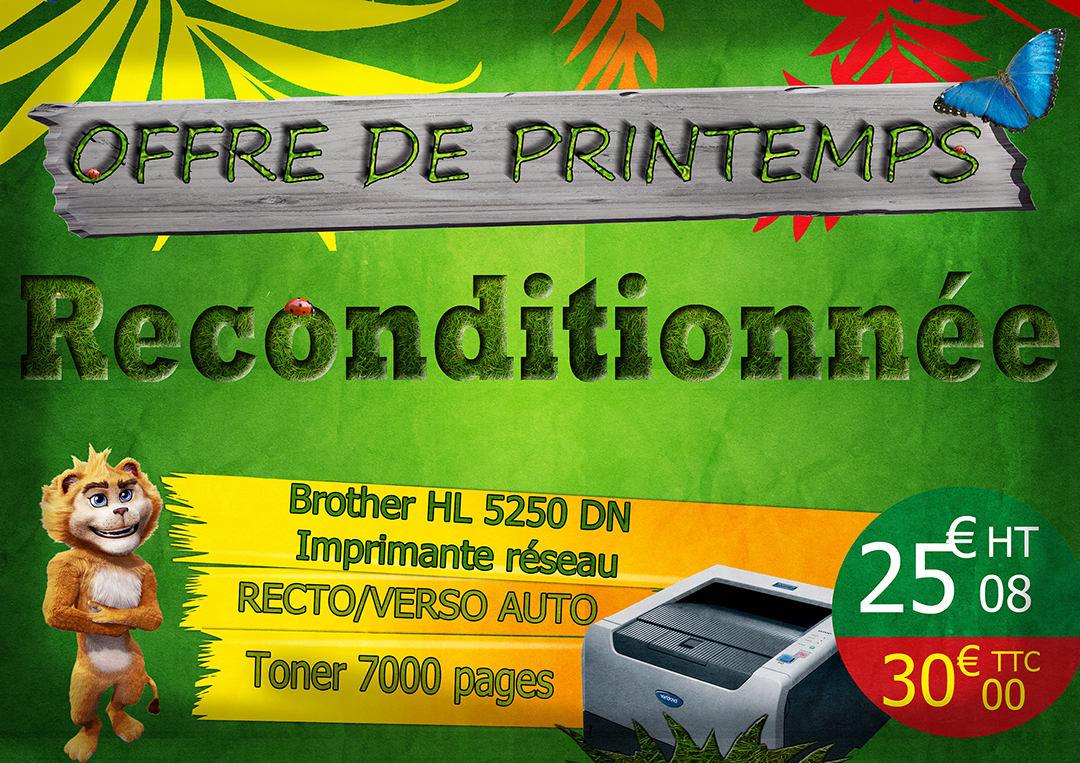 OFFRE DE PRINTEMPS
Reconditionnée
Brother HL 5250 DN
Imprimante réseau
RECTO/VERSO AUTO
Toner 7000 pages
25€ HT
08
30€ TTC
00